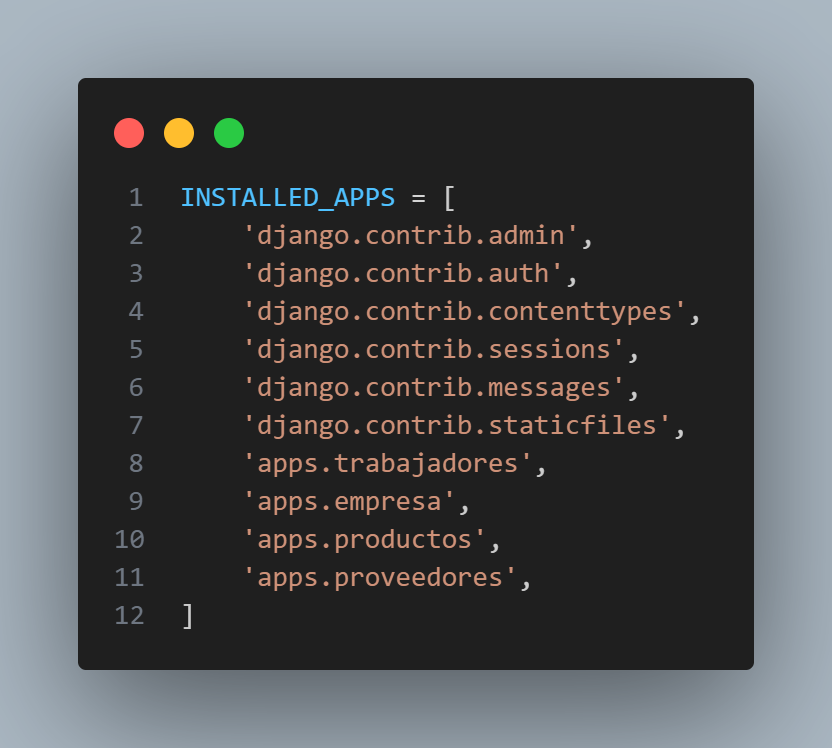 1 INSTALLED_APPS = [
2     'django.contrib.admin',
3     'django.contrib.auth',
4     'django.contrib.contenttypes',
5     'django.contrib.sessions',
6     'django.contrib.messages',
7     'django.contrib.staticfiles',
8     'apps.trabajadores',
9     'apps.empresa',
10     'apps.productos',
11     'apps.proveedores',
12 ]